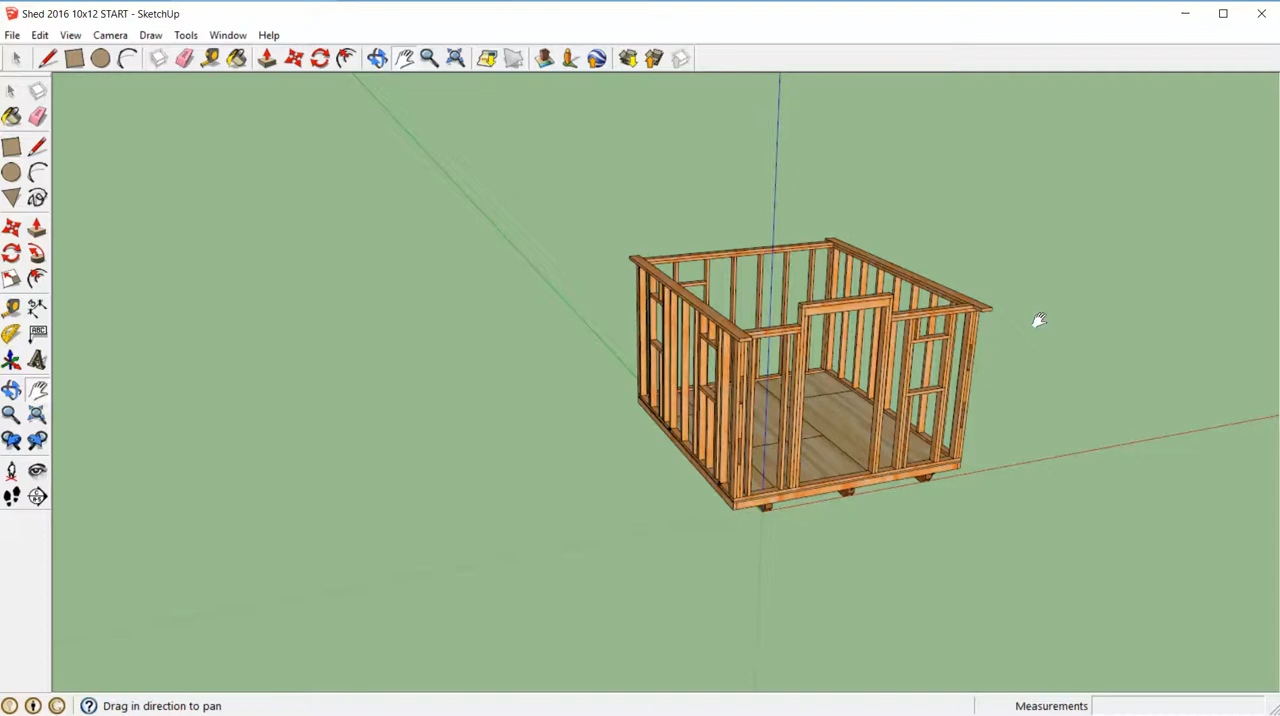 Shed 2016 10x12 START - SketchUp
File Edit View Camera Draw Tools Window Help
ABC
Drag in direction to pan
Measurements